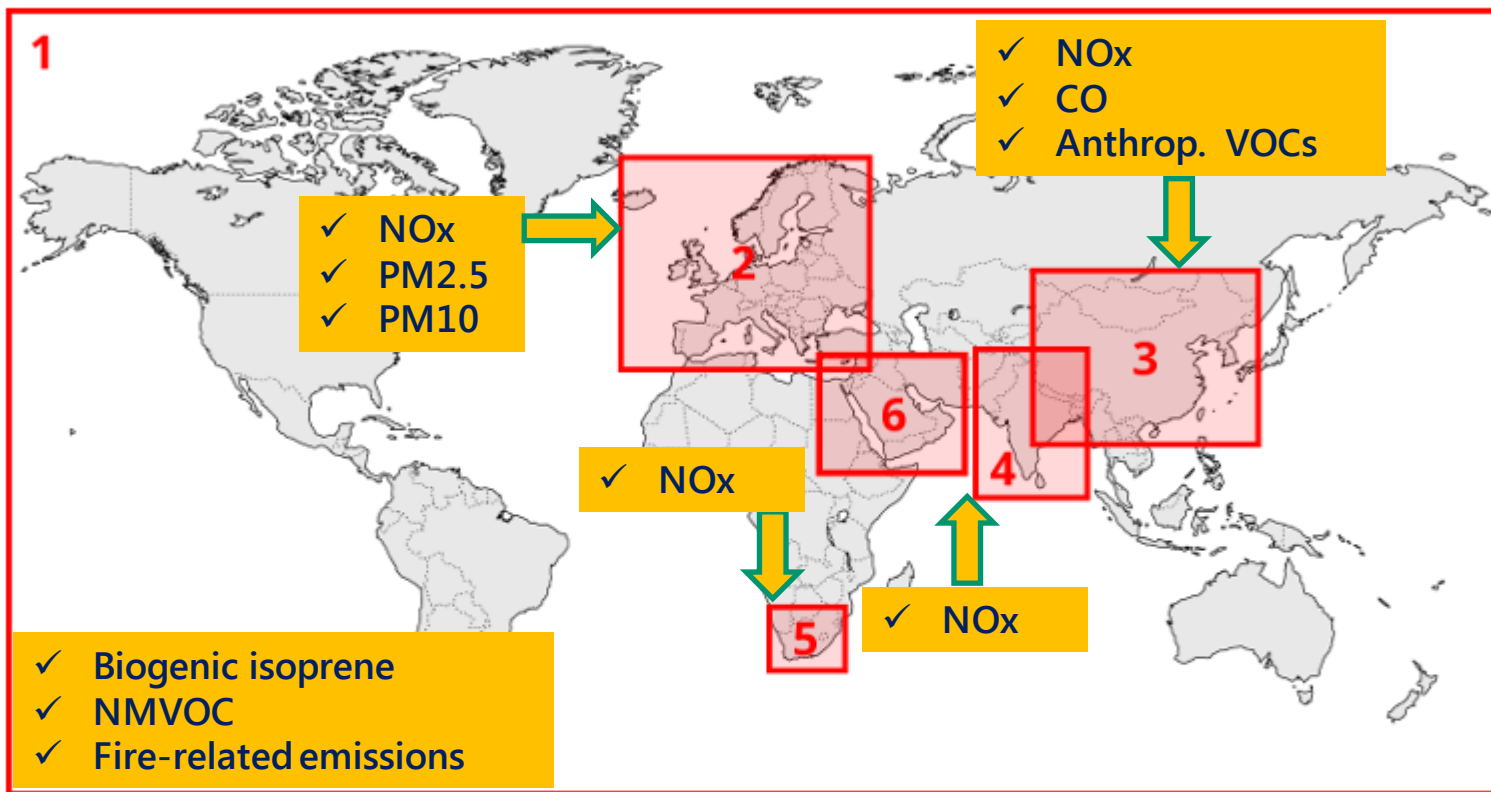 1
✓ NOx
✓ CO
✓ Anthrop. VOCs
✓ NOx
✓ PM2.5
✓ PM10
2
3
6
4
✓ NOx
✓ NOx
5
✓ Biogenic isoprene
✓ NMVOC
✓ Fire-related emissions